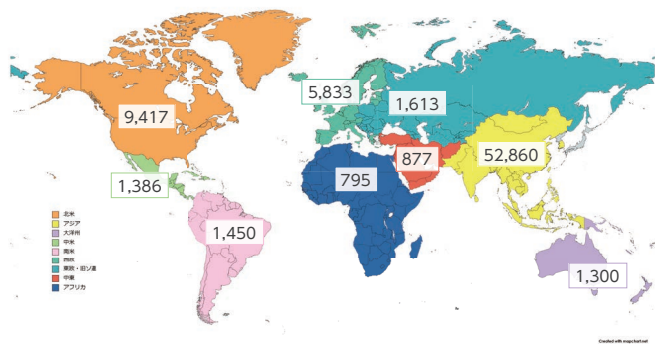 5,833
1,613
9,417
877
52,860
1,386
795
1,450
1,300
北米
アジア
大洋州
中米
南米
西欧
東欧・旧ソ連
中東
アフリカ
Created with mapchart.net